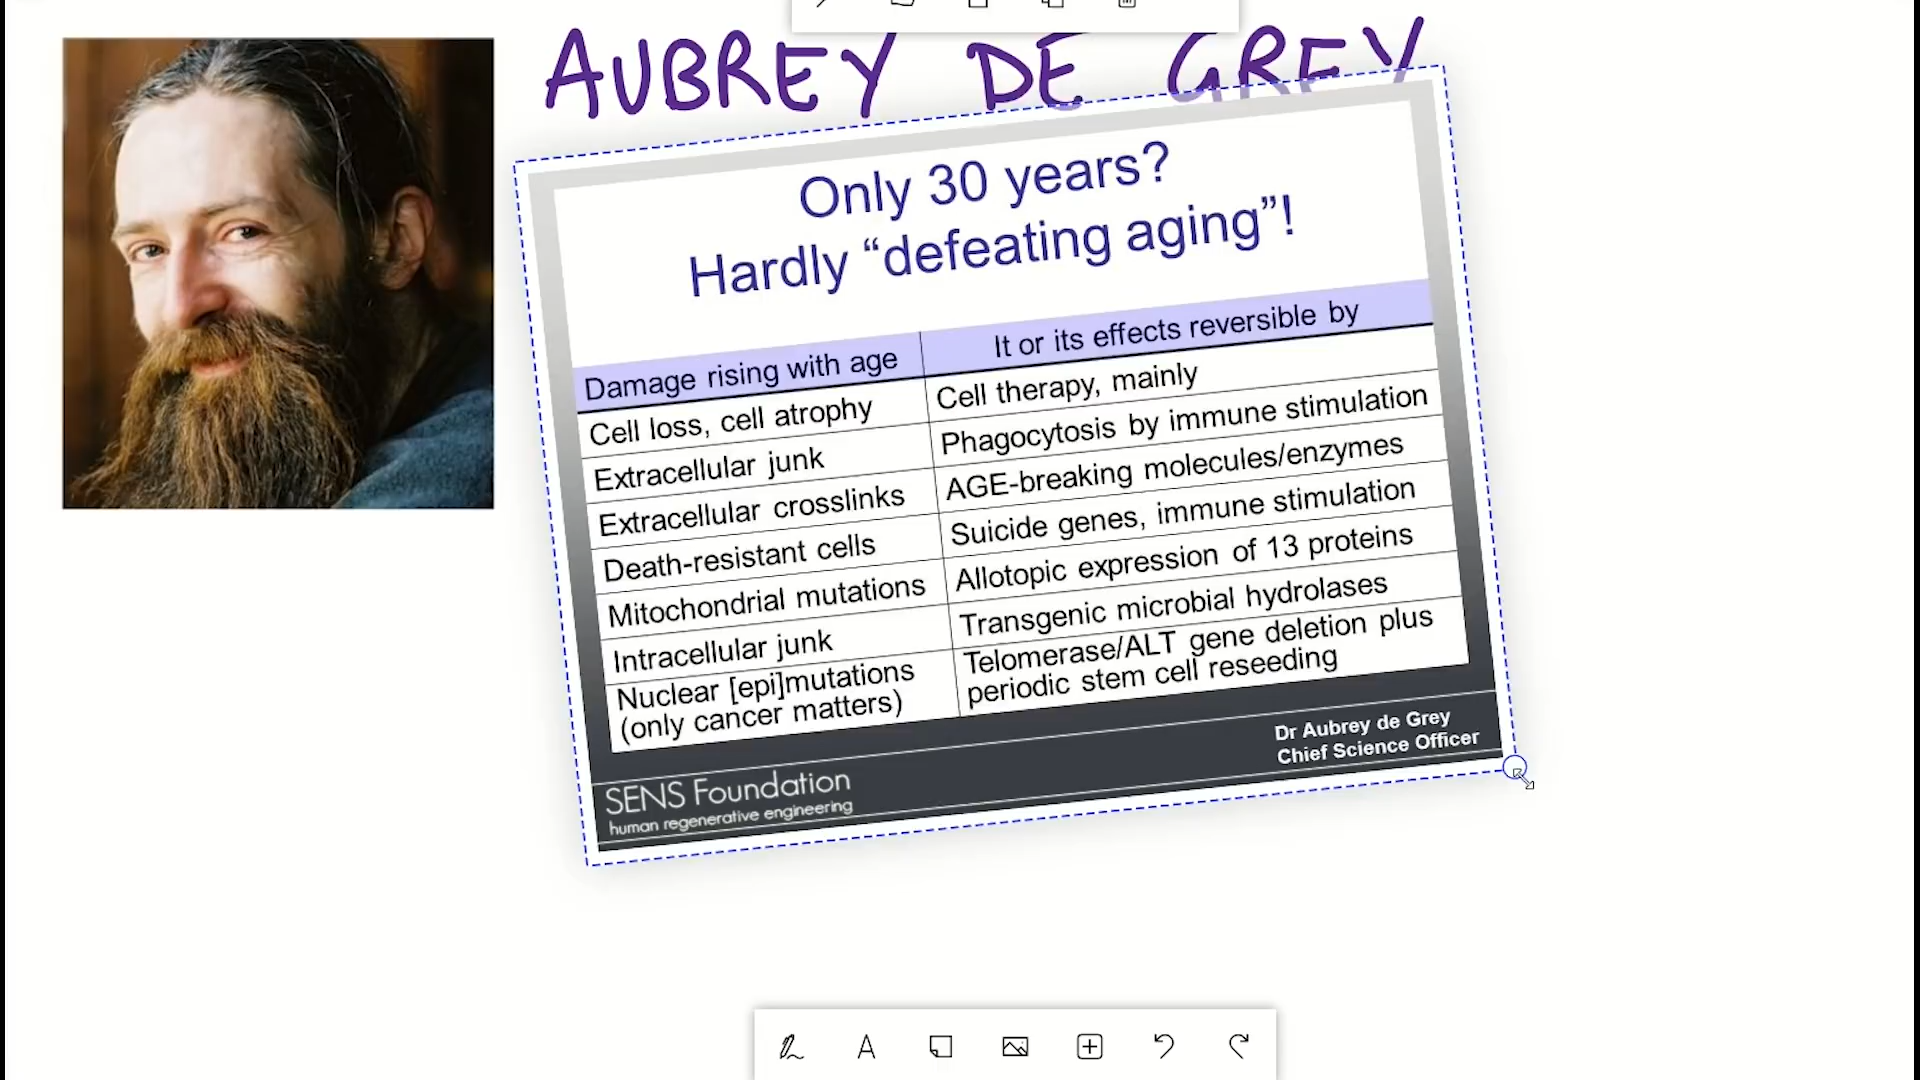 AUBREY DE GREY
Only 30 years?
Hardly “defeating aging”!
Damage rising with age
It or its effects reversible by
Cell loss, cell atrophy
Cell therapy, mainly
Extracellular junk
Phagocytosis by immune stimulation
Extracellular crosslinks
AGE-breaking molecules/enzymes
Death-resistant cells
Suicide genes, immune stimulation
Mitochondrial mutations
Allotopic expression of 13 proteins
Intracellular junk
Transgenic microbial hydrolases
Nuclear [epi]mutations
(only cancer matters)
Telomerase/ALT gene deletion plus
periodic stem cell reseeding
Dr Aubrey de Grey
Chief Science Officer
SENS Foundation
human regenerative engineering